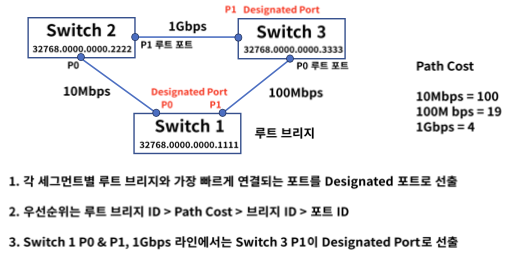 P1 Designated Port
Switch 2
32768.0000.0000.2222
1Gbps
Switch 3
32768.0000.0000.3333
P1 루트 포트
P0
P0 루트 포트
Path Cost
10Mbps
Designated Port
P0 P1
100Mbps
10Mbps = 100
100M bps = 19
1Gbps = 4
Switch 1
32768.0000.0000.1111
루트 브리지
1. 각 세그먼트별 루트 브리지와 가장 빠르게 연결되는 포트를 Designated 포트로 선출
2. 우선순위는 루트 브리지 ID > Path Cost > 브리지 ID > 포트 ID
3. Switch 1 P0 & P1, 1Gbps 라인에서는 Switch 3 P1이 Designated Port로 선출